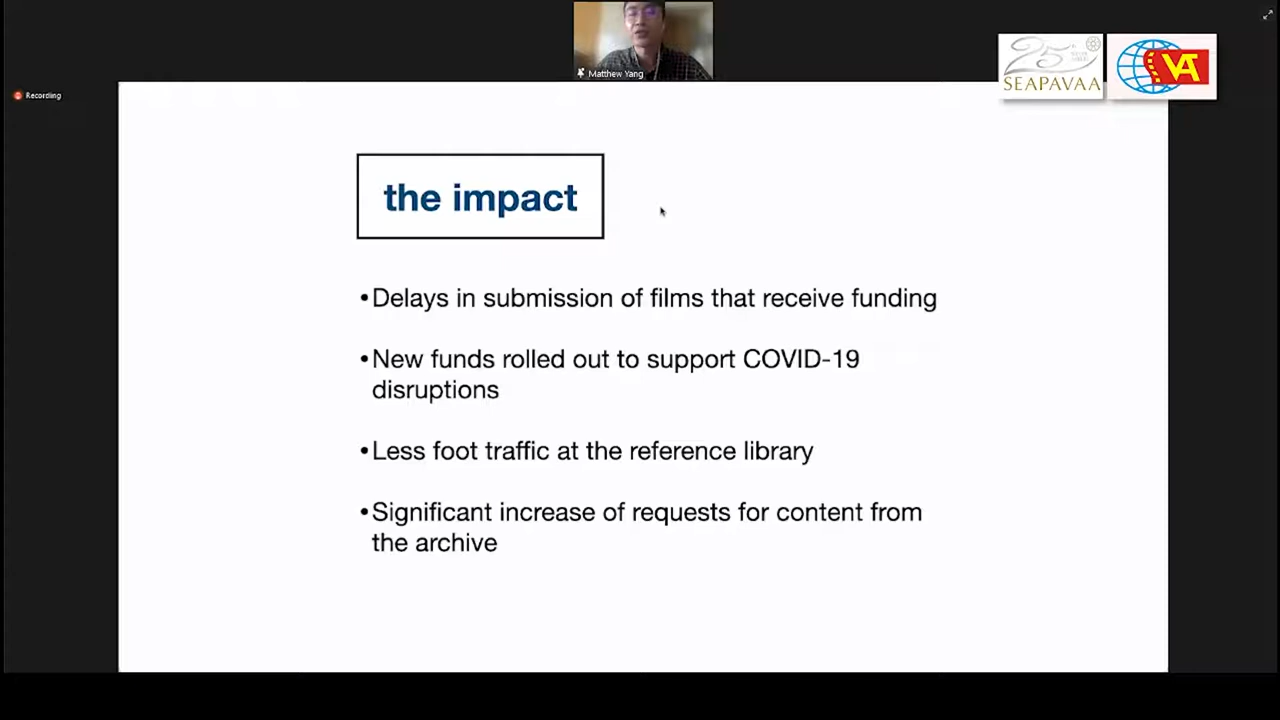 Matthew Yang
25
SEAPAVAA
VAT
Recording
the impact
•Delays in submission of films that receive funding
•New funds rolled out to support COVID-19
disruptions
•Less foot traffic at the reference library
•Significant increase of requests for content from
the archive